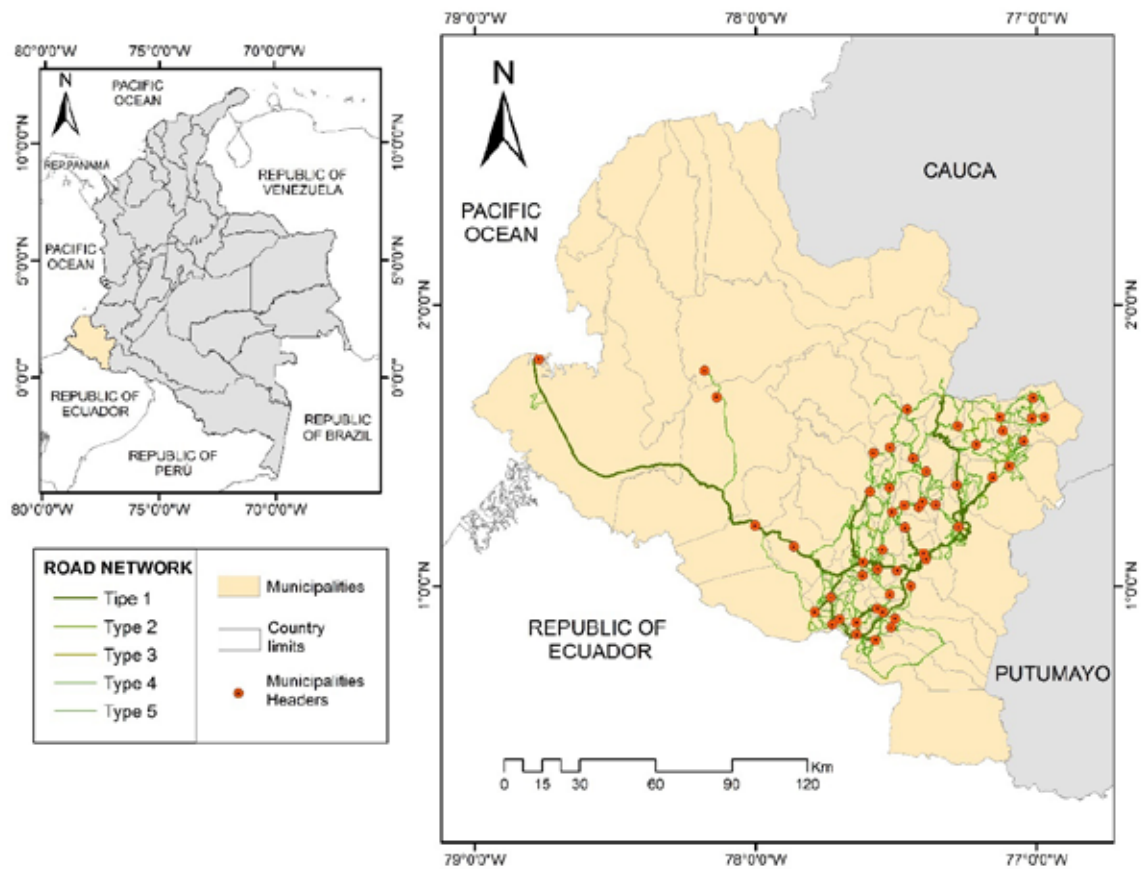 80°0'0"W 75°0'0"W 70°0'0"W
PACIFIC
OCEAN
N
10°0'0"N
10°0'0"N
REP.PANAMÁ
REPUBLIC OF
VENEZUELA
PACIFIC
OCEAN
5°0'0"N
5°0'0"N
0°0'0"
0°0'0"
REPUBLIC OF
ECUADOR
REPUBLIC
OF BRAZIL
REPUBLIC OF
PERÚ
80°0'0"W 75°0'0"W 70°0'0"W
ROAD NETWORK
Tipe 1
Type 2
Type 3
Type 4
Type 5
Municipalities
Country
limits
Municipalities
Headers
79°0'0"W 78°0'0"W 77°0'0"W
N
CAUCA
PACIFIC
OCEAN
2°0'0"N
2°0'0"N
1°0'0"N
1°0'0"N
REPUBLIC OF
ECUADOR
PUTUMAYO
Km
0 15 30 60 90 120
79°0'0"W 78°0'0"W 77°0'0"W